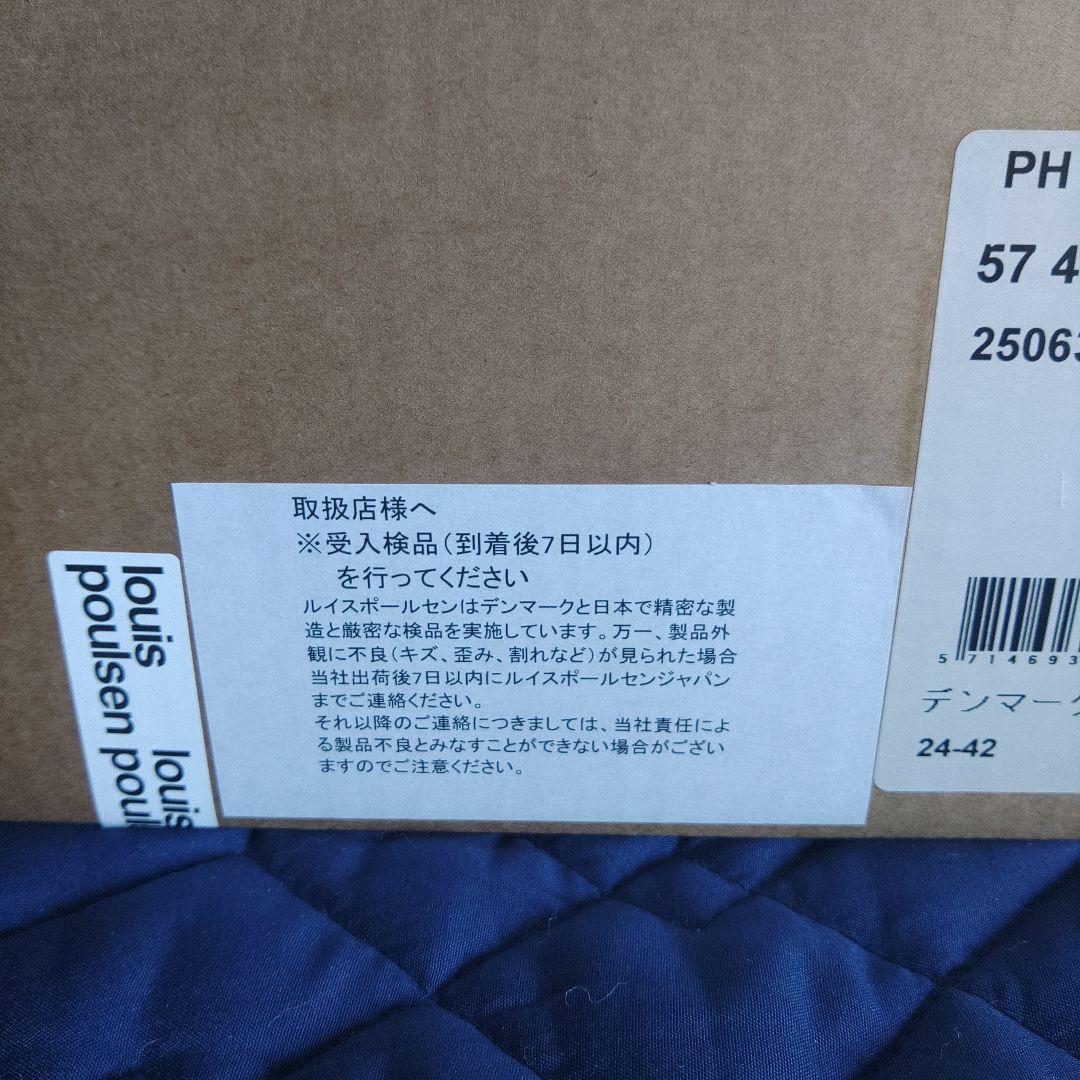 取扱店様へ
※受入検品(到着後7日以内)
を行ってください
ルイスポールセンはデンマークと日本で精密な製
造と厳密な検品を実施しています。万一、製品外
観に不良(キズ、歪み、割れなど)が見られた場合
当社出荷後7日以内にルイスポールセンジャパン
までご連絡ください。
それ以降のご連絡につきましては、当社責任によ
る製品不良とみなすことができない場合がござい
ますのでご注意ください。
louis
poulsen
louis
poul
PH
57 4
25063
5 714693
デンマーク
24-42